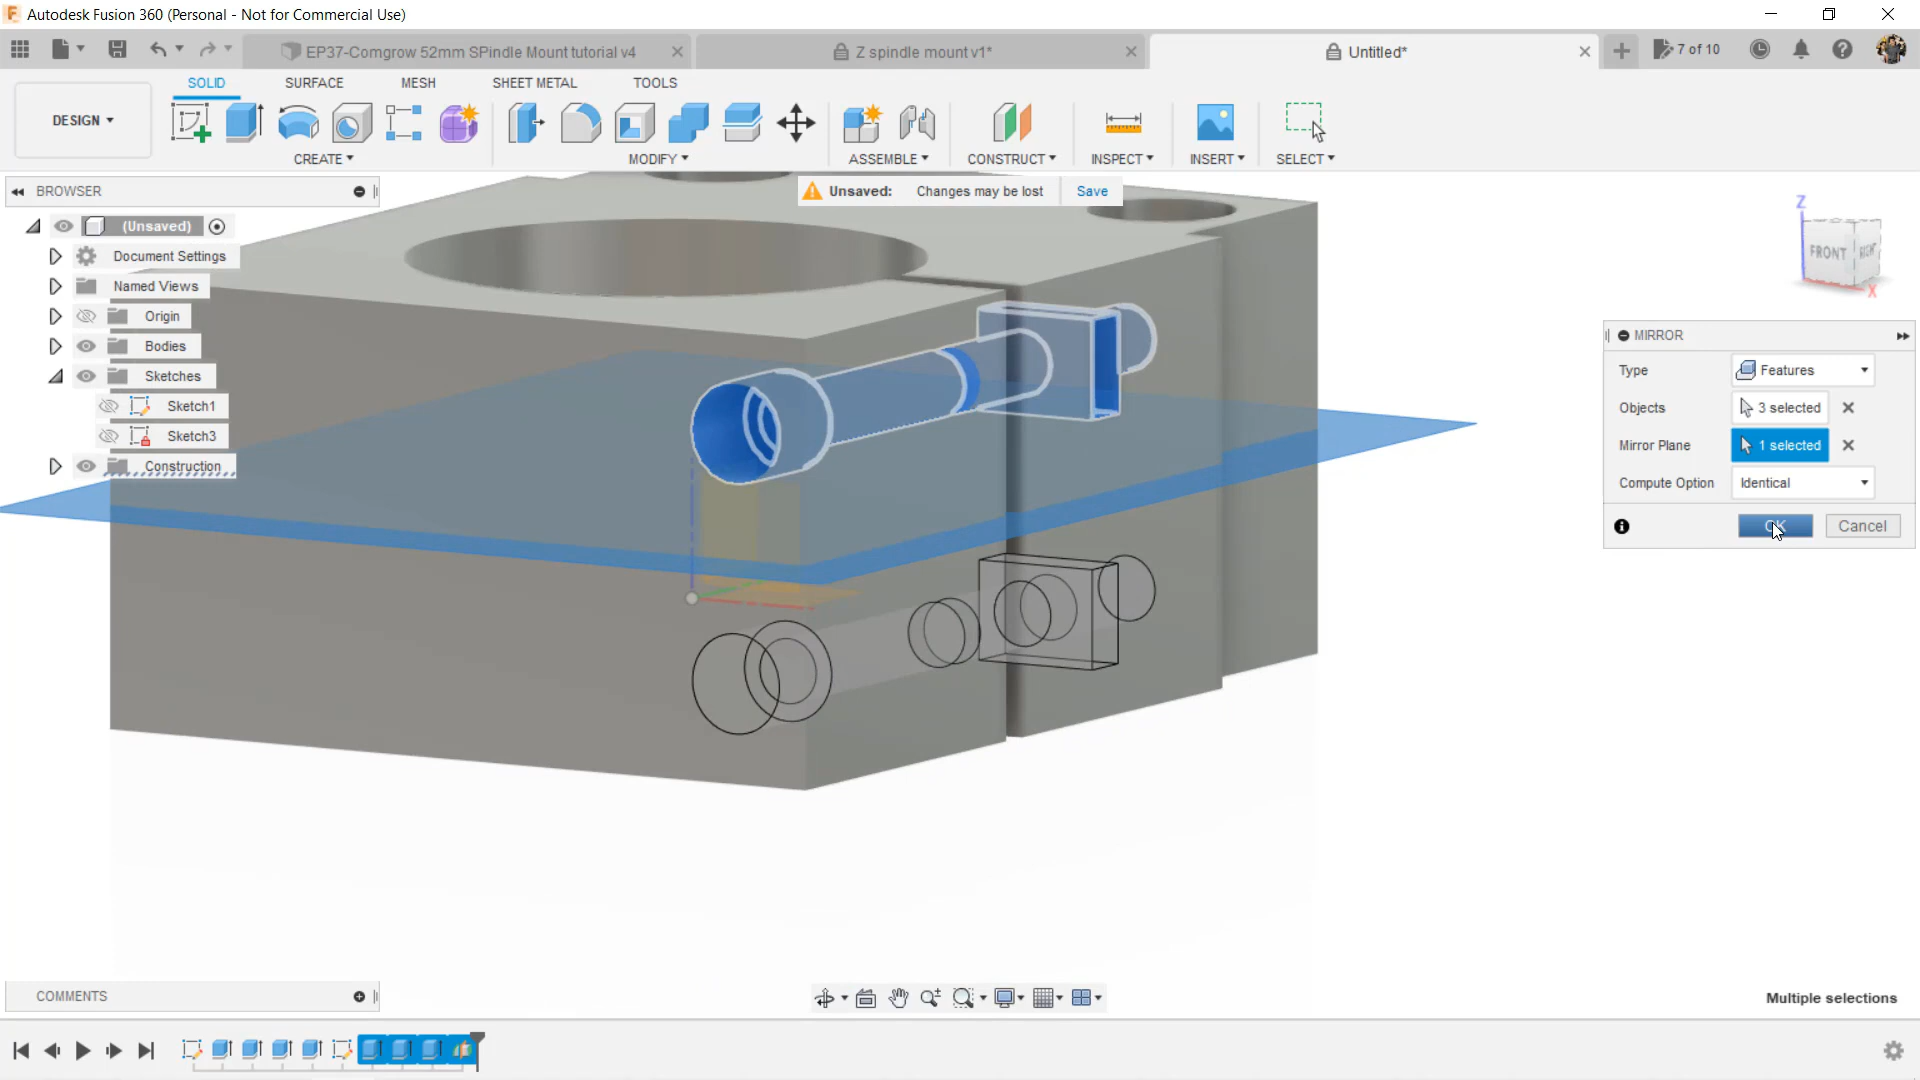 Autodesk Fusion 360 (Personal - Not for Commercial Use)
EP37-Comgrow 52mm SPindle Mount tutorial v4
Z spindle mount v1*
Untitled*
7 of 10
SOLID SURFACE MESH SHEET METAL TOOLS
DESIGN
CREATE MODIFY ASSEMBLE CONSTRUCT INSPECT INSERT SELECT
BROWSER
Unsaved: Changes may be lost Save
(Unsaved)
Document Settings
Named Views
Origin
Bodies
Sketches
Sketch1
Sketch3
Construction
Z
FRONT RIGHT
X
MIRROR
Type Features
Objects 3 selected
Mirror Plane 1 selected
Compute Option Identical
OK Cancel
COMMENTS
Multiple selections